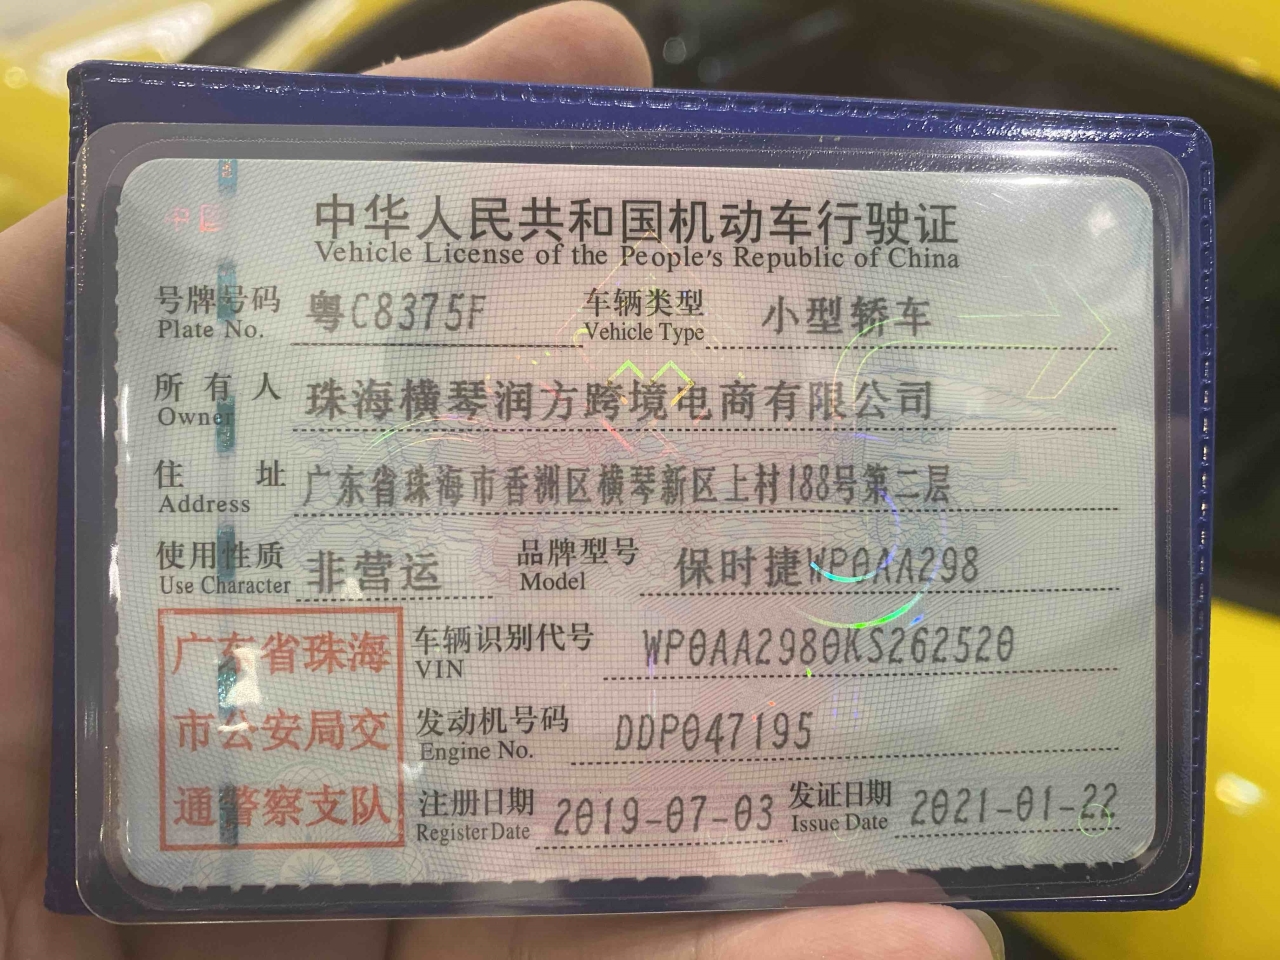 中国
中华人民共和国机动车行驶证
Vehicle License of the People's Republic of China
号牌号码 粤C8375F 车辆类型 小型轿车
Plate No. Vehicle Type
所有人 珠海横琴润方跨境电商有限公司
Owner
住址 广东省珠海市香洲区横琴新区上村188号第二层
Address
使用性质 非营运 品牌型号 保时捷WP0AA298
Use Character Model
广东省珠海
市公安局交
通警察支队
车辆识别代号 WP0AA2980KS262520
VIN
发动机号码 DDP047195
Engine No.
注册日期 2019-07-03 发证日期 2021-01-22
Register Date Issue Date